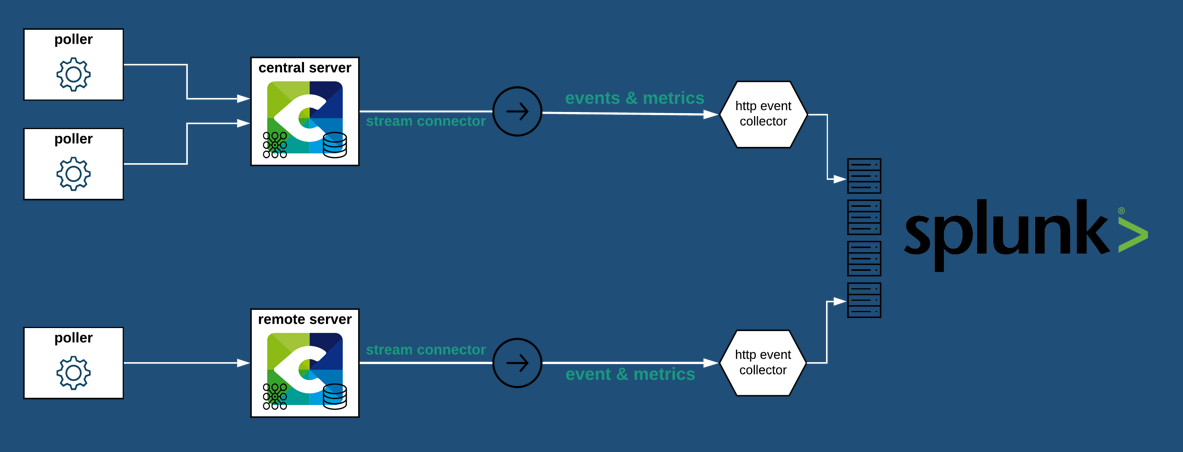 poller
central server
poller
stream connector
events & metrics
http event
collector
splunk>®
poller
remote server
stream connector
event & metrics
http event
collector